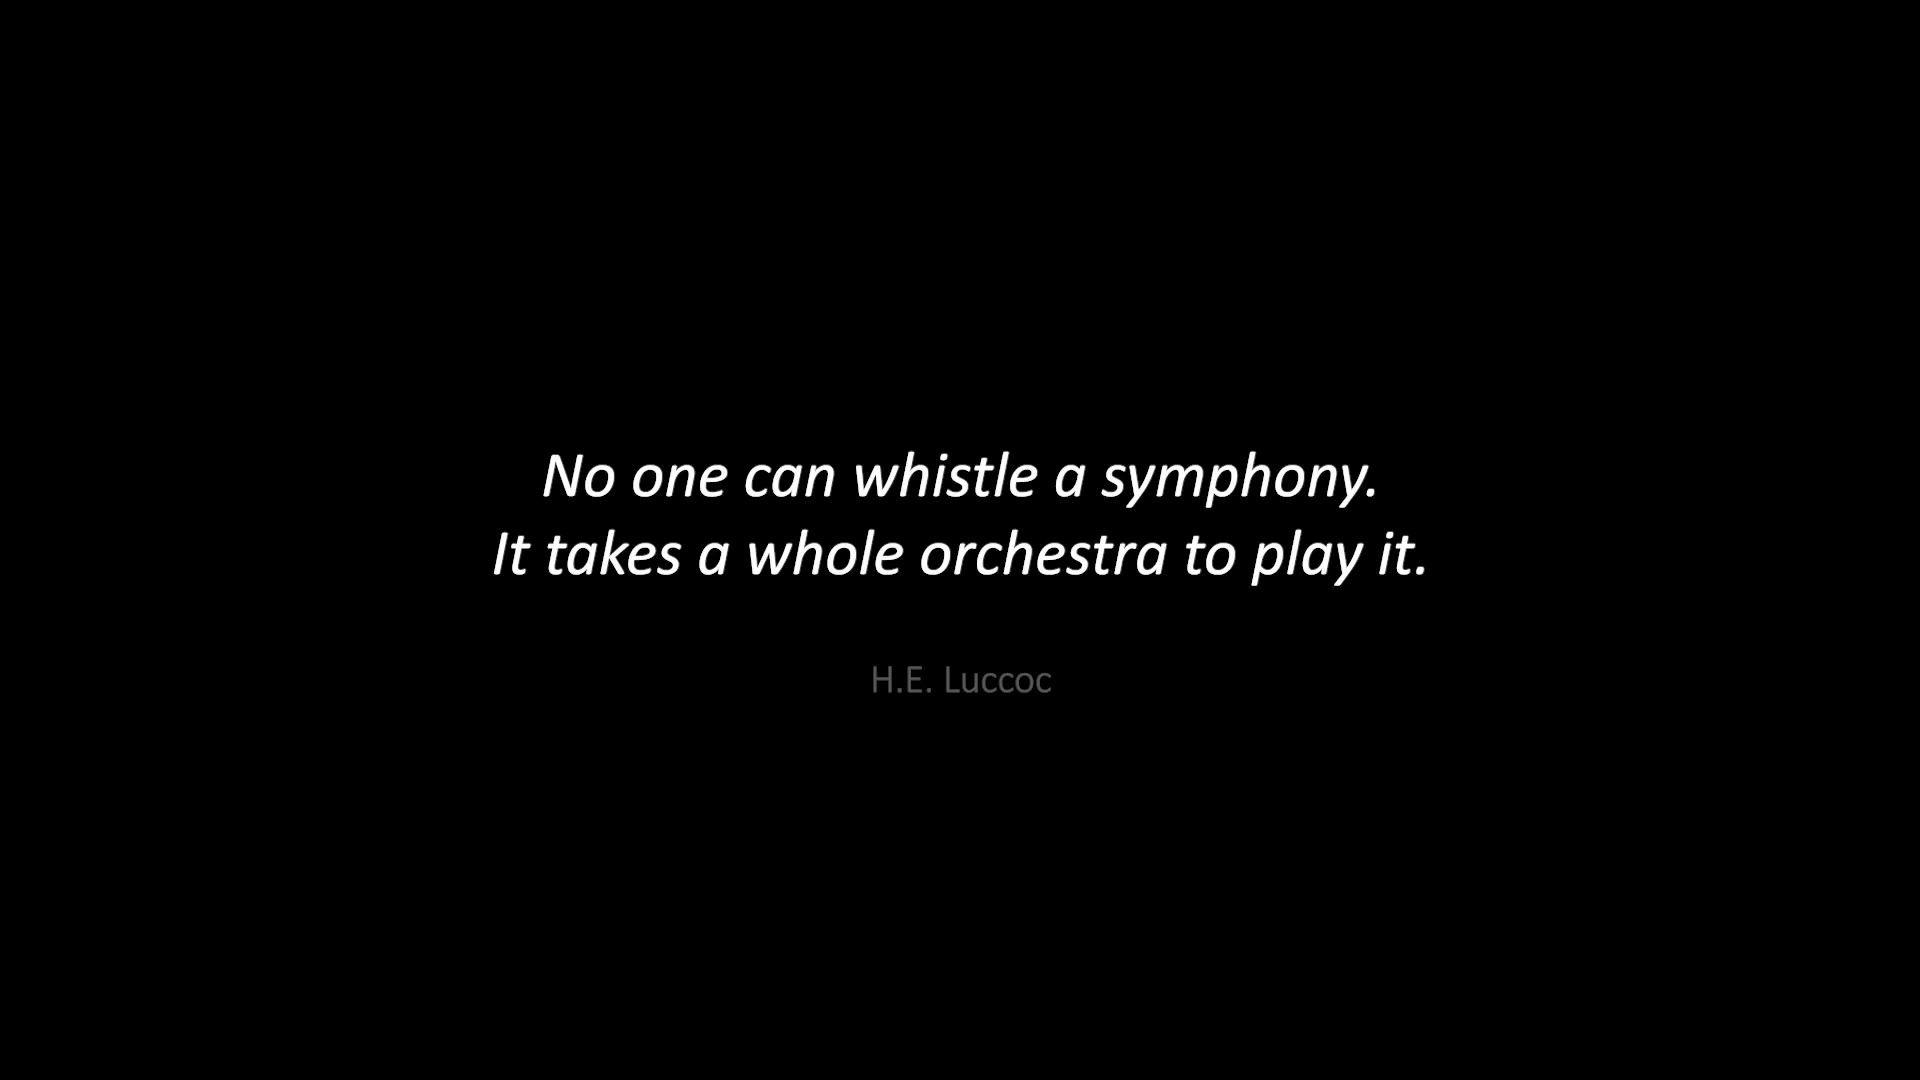 No one can whistle a symphony.
It takes a whole orchestra to play it.
H.E. Luccoc